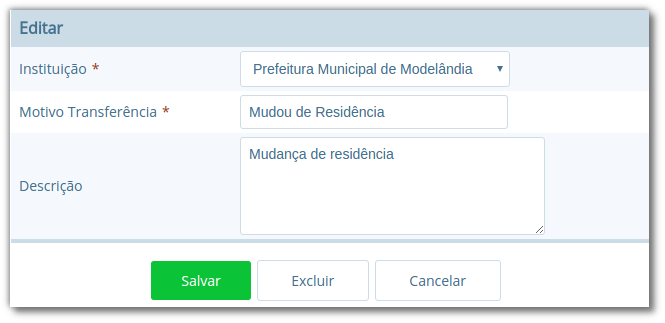 Editar
Instituição * Prefeitura Municipal de Modelândia
Motivo Transferência * Mudou de Residência
Descrição Mudança de residência
Salvar Excluir Cancelar